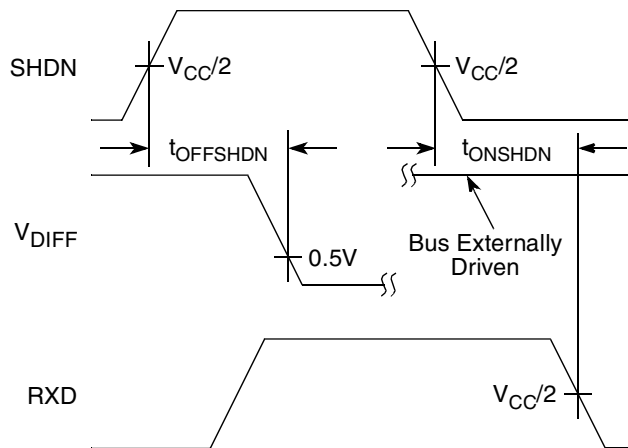 SHDN
VCC/2
VCC/2
tOFFSHDN
tONSHDN
VDIFF
0.5V
Bus Externally
Driven
RXD
VCC/2